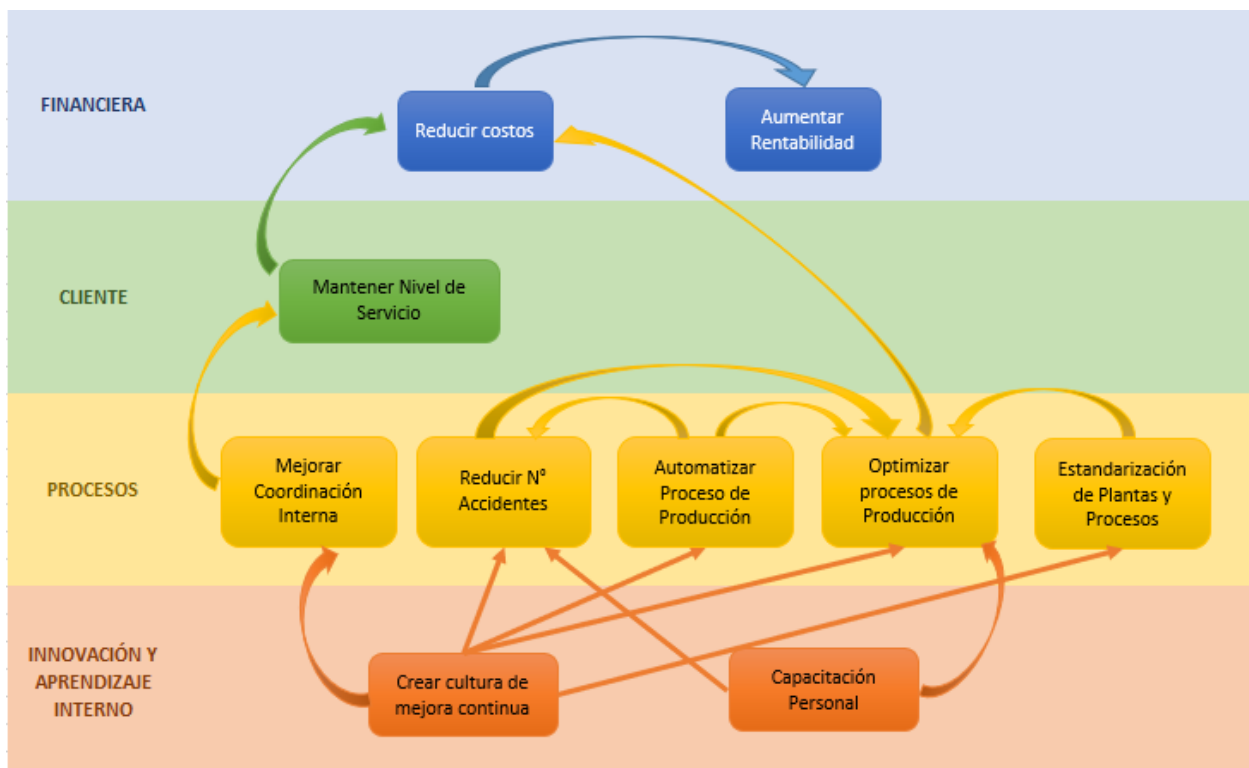 FINANCIERA
Reducir costos
Aumentar
Rentabilidad
CLIENTE
Mantener Nivel de
Servicio
PROCESOS
Mejorar
Coordinación
Interna
Reducir Nº
Accidentes
Automatizar
Proceso de
Producción
Optimizar
procesos de
Producción
Estandarización
de Plantas y
Procesos
INNOVACIÓN Y
APRENDIZAJE
INTERNO
Crear cultura de
mejora continua
Capacitación
Personal